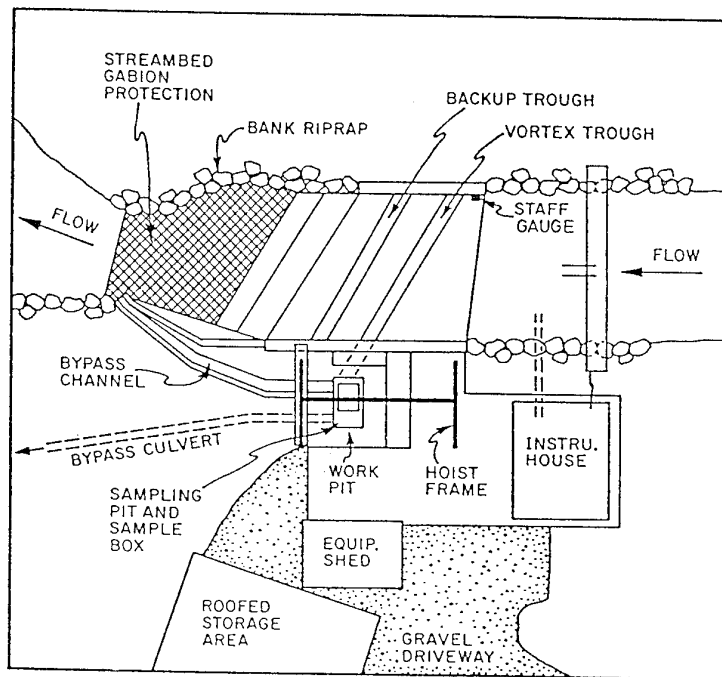 STREAMBED
GABION
PROTECTION
BACKUP TROUGH
BANK RIPRAP
VORTEX TROUGH
FLOW
STAFF
GAUGE
FLOW
BYPASS
CHANNEL
BYPASS CULVERT
INSTRU.
HOUSE
SAMPLING
PIT AND
SAMPLE
BOX
WORK
PIT
HOIST
FRAME
EQUIP.
SHED
ROOFED
STORAGE
AREA
GRAVEL
DRIVEWAY